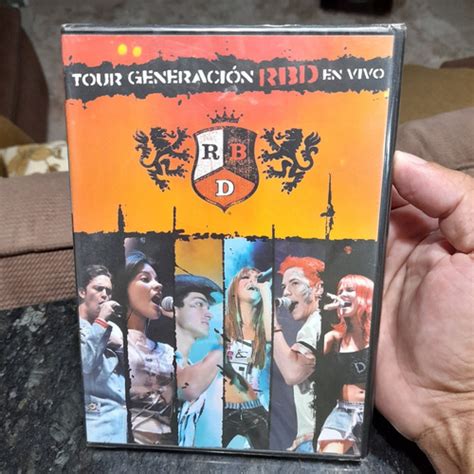 TOUR GENERACIÓN RBD EN VIVO
R B
D